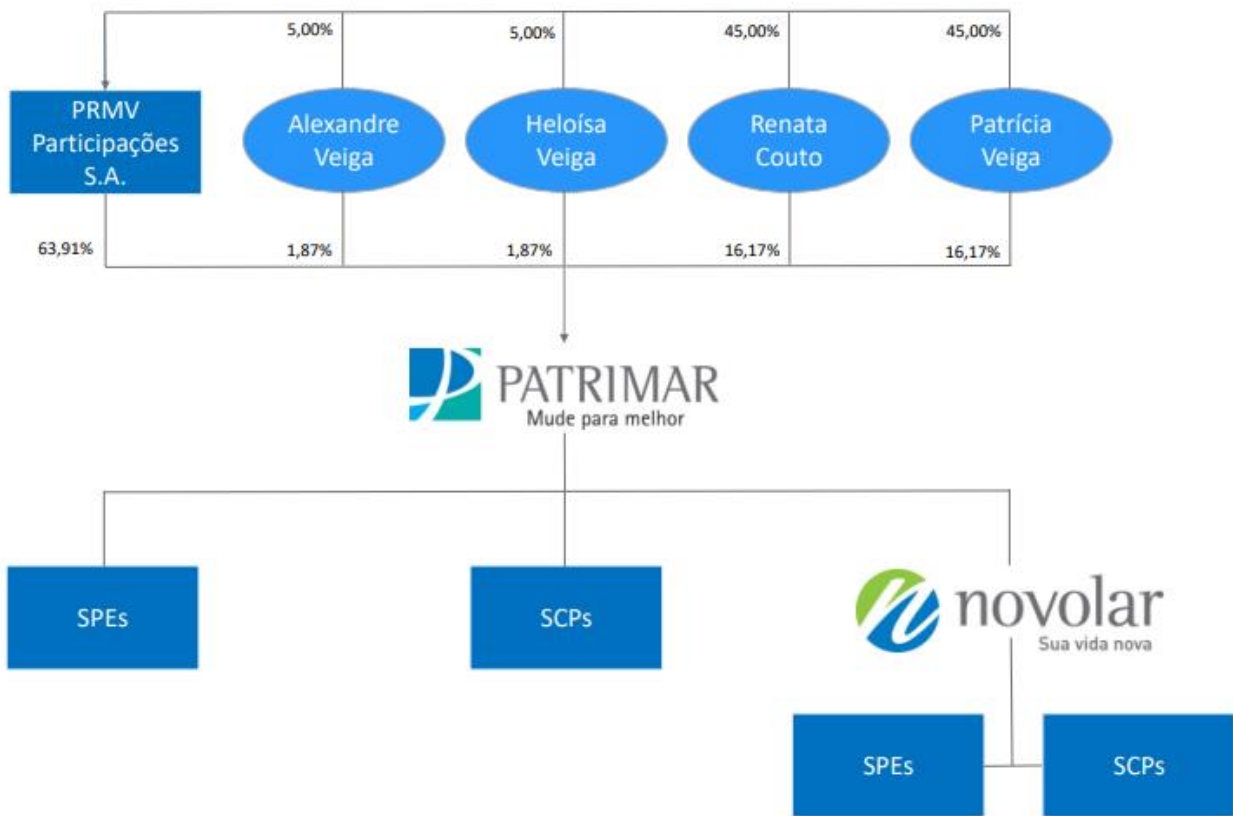 5,00%
5,00%
45,00%
45,00%
PRMV
Participações
S.A.
Alexandre
Veiga
Heloísa
Veiga
Renata
Couto
Patrícia
Veiga
63,91%
1,87%
1,87%
16,17%
16,17%
PATRIMAR
Mude para melhor
SPEs
SCPs
novolar
Sua vida nova
SPEs
SCPs